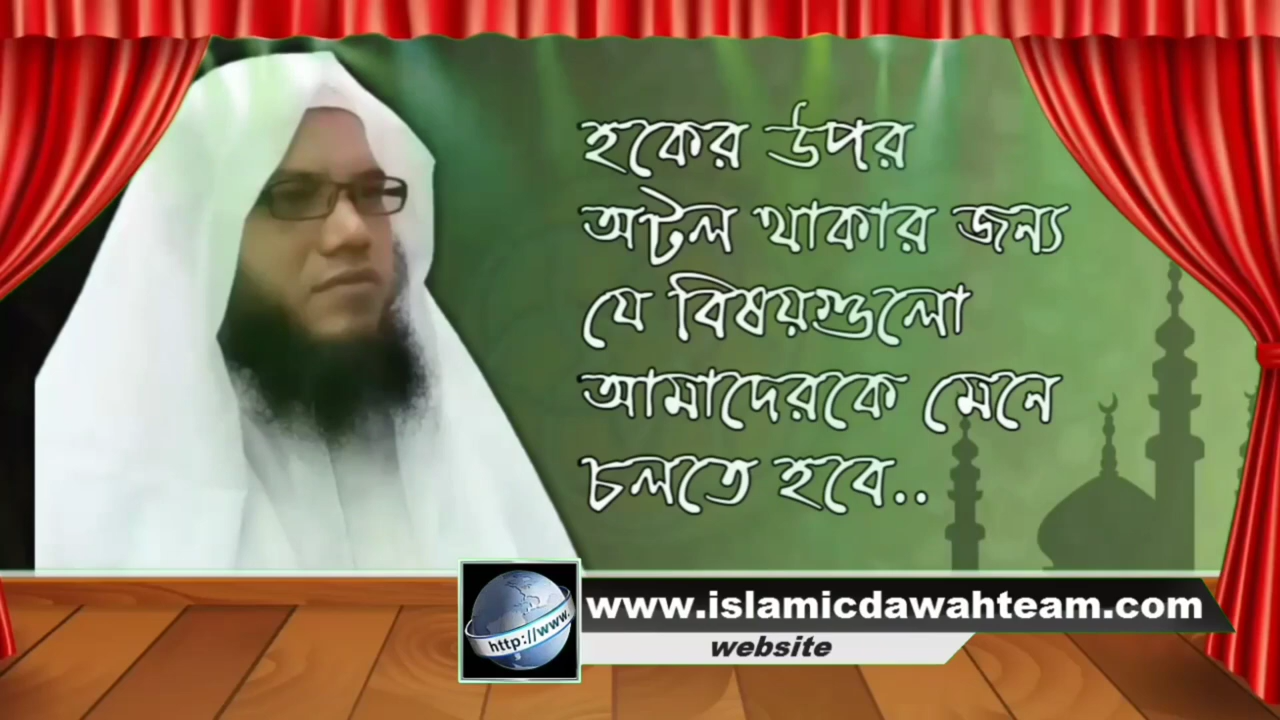 হকের উপর
অটল থাকার জন্য
যে বিষয়গুলো
আমাদেরকে মেনে
চলতে হবে..
http://www.
www.islamicdawahteam.com
website